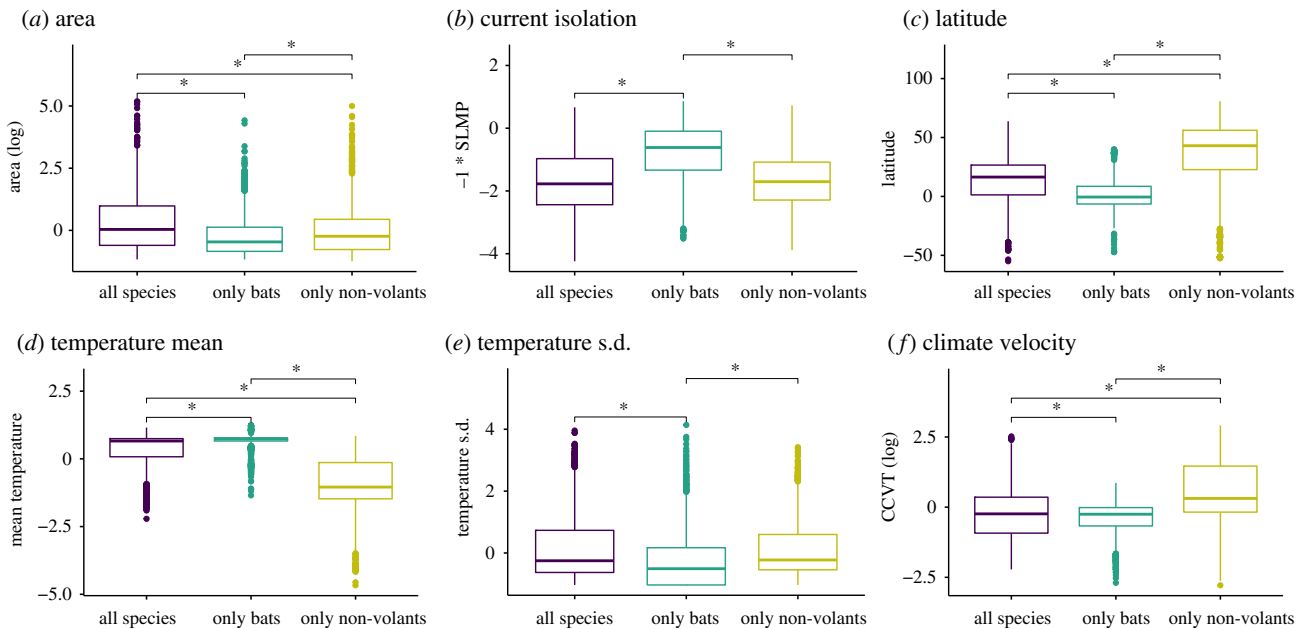 (a) area
*
*
*
area (log)
5.0
2.5
0
all species
only bats
only non-volants
(b) current isolation
*
*
−1 * SLMP
2
0
−2
−4
all species
only bats
only non-volants
(c) latitude
*
*
*
latitude
100
50
0
−50
all species
only bats
only non-volants
(d) temperature mean
*
*
*
mean temperature
2.5
0
−2.5
−5.0
all species
only bats
only non-volants
(e) temperature s.d.
*
*
temperature s.d.
4
2
0
all species
only bats
only non-volants
(f) climate velocity
*
*
*
CCVT (log)
2.5
0
−2.5
all species
only bats
only non-volants